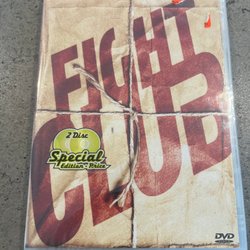 FIGHT
CLUB
2 Disc
Special
Edition - Price
DVD